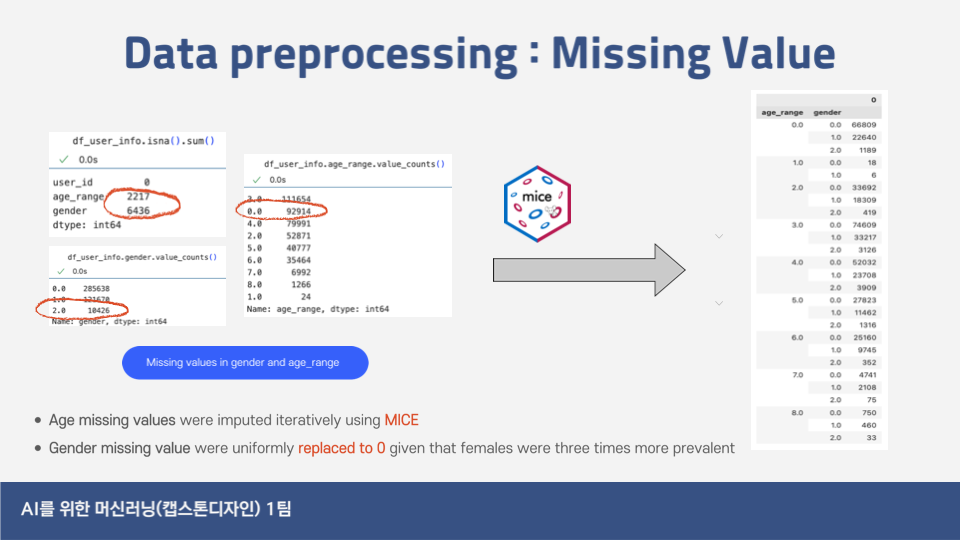 Data preprocessing : Missing Value
df_user_info.isna().sum()
0.0s
user_id 0
age_range 2217
gender 6436
dtype: int64
df_user_info.gender.value_counts()
0.0s
0.0 285638
1.0 121670
2.0 10426
Name: gender, dtype: int64
df_user_info.age_range.value_counts()
0.0s
3.0 111654
0.0 92914
4.0 79991
2.0 52871
5.0 40777
6.0 35464
7.0 6992
8.0 1266
1.0 24
Name: age_range, dtype: int64
mice
0
age_range gender
0.0 0.0 66809
1.0 22640
2.0 1189
1.0 0.0 18
1.0 6
2.0 0.0 33692
1.0 18309
2.0 419
3.0 0.0 74609
1.0 33217
2.0 3126
4.0 0.0 52032
1.0 23708
2.0 3909
5.0 0.0 27823
1.0 11462
2.0 1316
6.0 0.0 25160
1.0 9745
2.0 352
7.0 0.0 4741
1.0 2108
2.0 75
8.0 0.0 750
1.0 460
2.0 33
Missing values in gender and age_range
• Age missing values were imputed iteratively using MICE
• Gender missing value were uniformly replaced to 0 given that females were three times more prevalent
AI를 위한 머신러닝(캡스톤디자인) 1팀